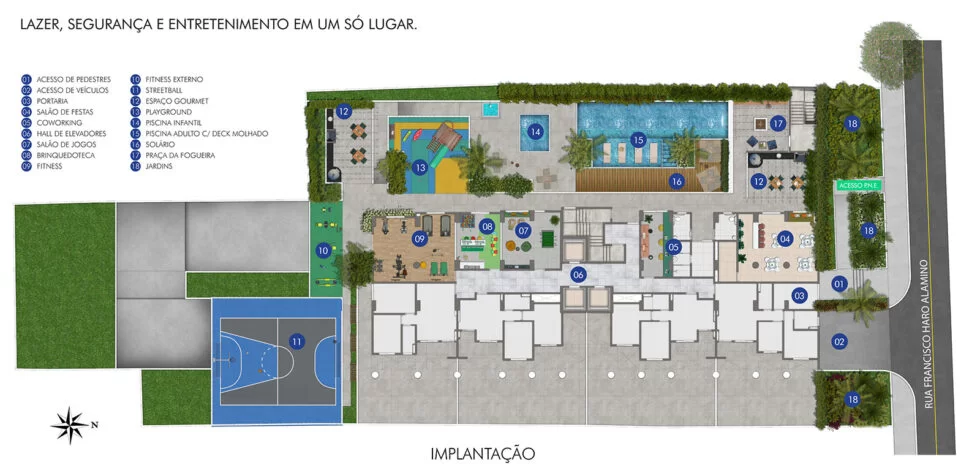 LAZER, SEGURANÇA E ENTRETENIMENTO EM UM SÓ LUGAR.
01 ACESSO DE PEDESTRES
02 ACESSO DE VEÍCULOS
03 PORTARIA
04 SALÃO DE FESTAS
05 COWORKING
06 HALL DE ELEVADORES
07 SALÃO DE JOGOS
08 BRINQUEDOTECA
09 FITNESS
10 FITNESS EXTERNO
11 STREETBALL
12 ESPAÇO GOURMET
13 PLAYGROUND
14 PISCINA INFANTIL
15 PISCINA ADULTO C/ DECK MOLHADO
16 SOLÁRIO
17 PRAÇA DA FOGUEIRA
18 JARDINS
12
13
14
15
16
17
12
18
ACESSO P.N.E.
18
10
09
08
07
06
05
04
03
01
02
11
18
RUA FRANCISCO HARO ALAMINO
N
IMPLANTAÇÃO